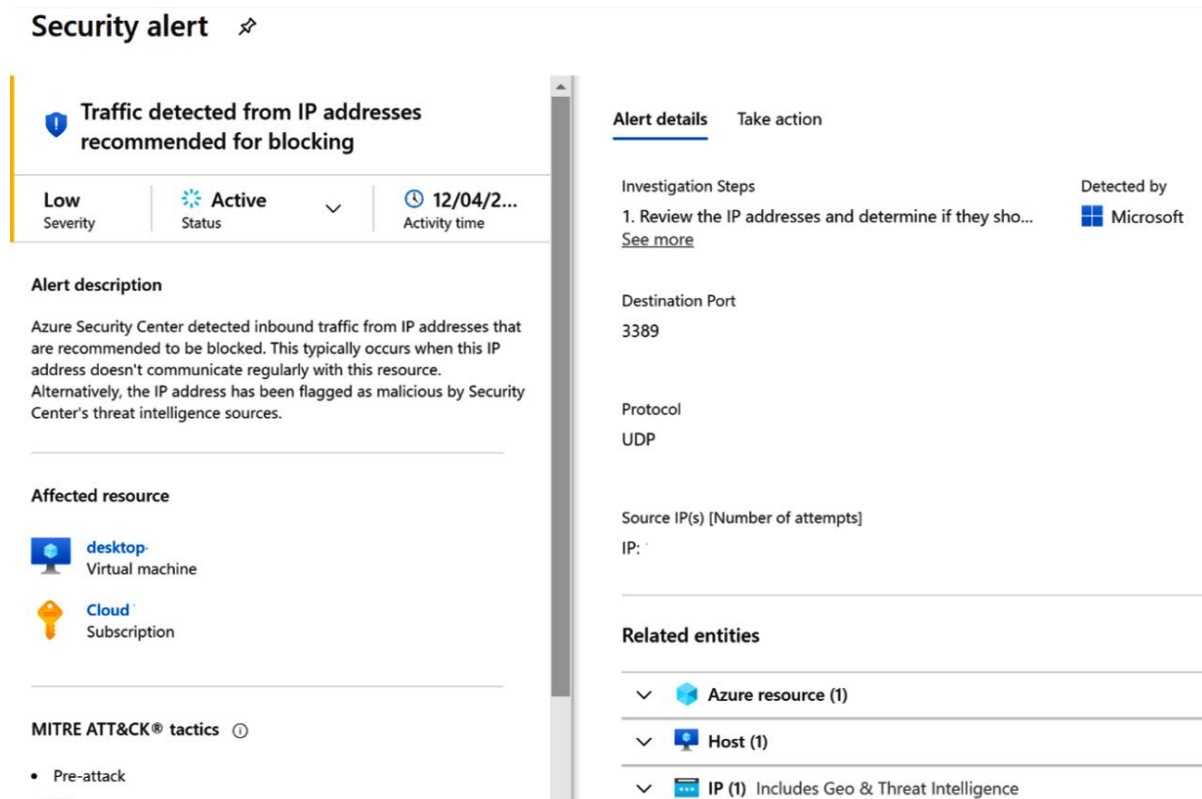 Security alert
Traffic detected from IP addresses
recommended for blocking
Low
Severity
Active
Status
12/04/2...
Activity time
Alert description
Azure Security Center detected inbound traffic from IP addresses that
are recommended to be blocked. This typically occurs when this IP
address doesn't communicate regularly with this resource.
Alternatively, the IP address has been flagged as malicious by Security
Center's threat intelligence sources.
Affected resource
desktop-
Virtual machine
Cloud
Subscription
MITRE ATT&CK® tactics
• Pre-attack
Alert details
Take action
Investigation Steps
1. Review the IP addresses and determine if they sho...
See more
Detected by
Microsoft
Destination Port
3389
Protocol
UDP
Source IP(s) [Number of attempts]
IP:
Related entities
Azure resource (1)
Host (1)
IP (1) Includes Geo & Threat Intelligence